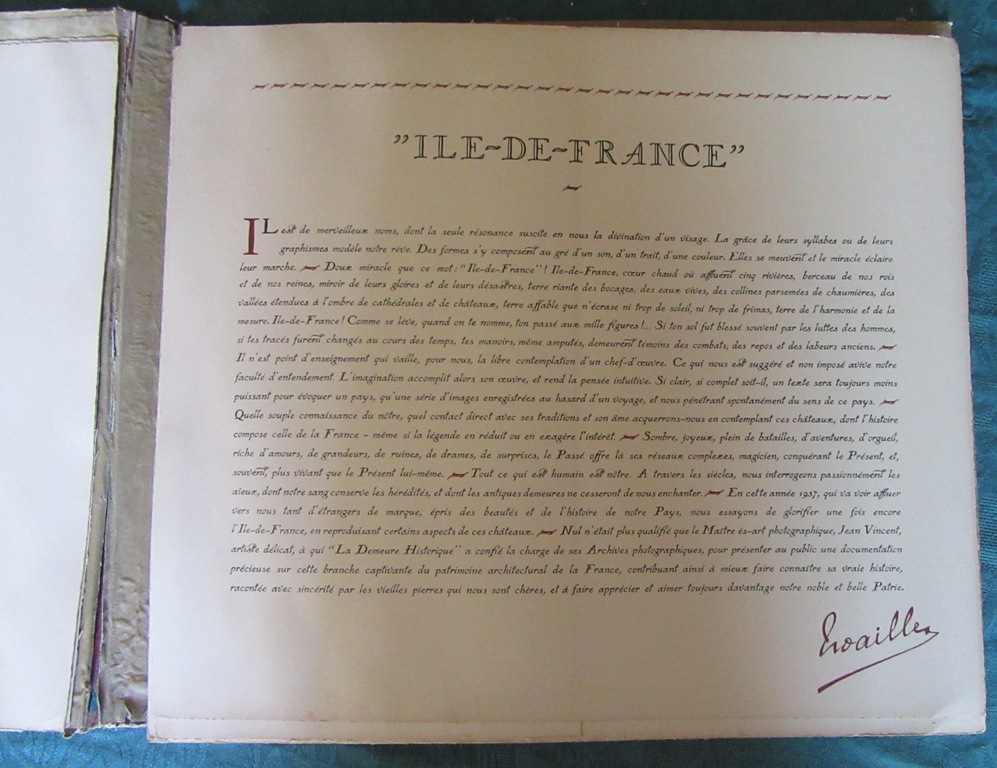 "ILE~DE~FRANCE"
IL est de merveilleux noms, dont la seule résonance suscite en nous la divination d'un visage. La grâce de leurs syllabes ou de leurs
graphismes modèle notre rêve. Des formes s'y composent au gré d'un son, d'un trait, d'une couleur. Elles se meuvent et le miracle éclaire
leur marche. ~ Doux miracle que ce mot : "Ile-de-France" ! Ile-de-France, cœur chaud où affluent cinq rivières, berceau de nos rois
et de nos reines, miroir de leurs gloires et de leurs désastres, terre riante des bocages, des eaux vives, des collines parsemées de chaumières, des
vallées étendues à l'ombre de cathédrales et de châteaux, terre affable que n'écrase ni trop de soleil, ni trop de frimas, terre de l'harmonie et de la
mesure. Ile-de-France ! Comme se lève, quand on te nomme, ton passé aux mille figures !... Si ton sol fut blessé souvent par les luttes des hommes,
si tes tracés furent changés au cours des temps, tes manoirs, même amputés, demeurent témoins des combats, des repos et des labeurs anciens. ~
Il n'est point d'enseignement qui vaille, pour nous, la libre contemplation d'un chef-d'œuvre. Ce qui nous est suggéré et non imposé avive notre
faculté d'entendement. L'imagination accomplit alors son œuvre, et rend la pensée intuitive. Si clair, si complet soit-il, un texte sera toujours moins
puissant pour évoquer un pays, qu'une série d'images enregistrées au hasard d'un voyage, et nous pénétrant spontanément du sens de ce pays. ~
Quelle souple connaissance du nôtre, quel contact direct avec ses traditions et son âme acquerrons-nous en contemplant ces châteaux, dont l'histoire
compose celle de la France - même si la légende en réduit ou en exagère l'intérêt. ~ Sombre, joyeux, plein de batailles, d'aventures, d'orgueil,
riche d'amours, de grandeurs, de ruines, de drames, de surprises, le Passé offre là ses réseaux complexes, magicien, conquérant le Présent, et,
souvent, plus vivant que le Présent lui-même. ~ Tout ce qui est humain est nôtre. A travers les siècles, nous interrogeons passionnément les
aïeux, dont notre sang conserve les hérédités, et dont les antiques demeures ne cesseront de nous enchanter. ~ En cette année 1937, qui va voir affluer
vers nous tant d'étrangers de marque, épris des beautés et de l'histoire de notre Pays, nous essayons de glorifier une fois encore
l'Ile-de-France, en reproduisant certains aspects de ces châteaux. ~ Nul n'était plus qualifié que le Maître ès-art photographique, Jean Vincent,
artiste délicat, à qui "La Demeure Historique" a confié la charge de ses Archives photographiques, pour présenter au public une documentation
précieuse sur cette branche captivante du patrimoine architectural de la France, contribuant ainsi à mieux faire connaître sa vraie histoire,
racontée avec sincérité par les vieilles pierres qui nous sont chères, et à faire apprécier et aimer toujours davantage notre noble et belle Patrie.
Noailles